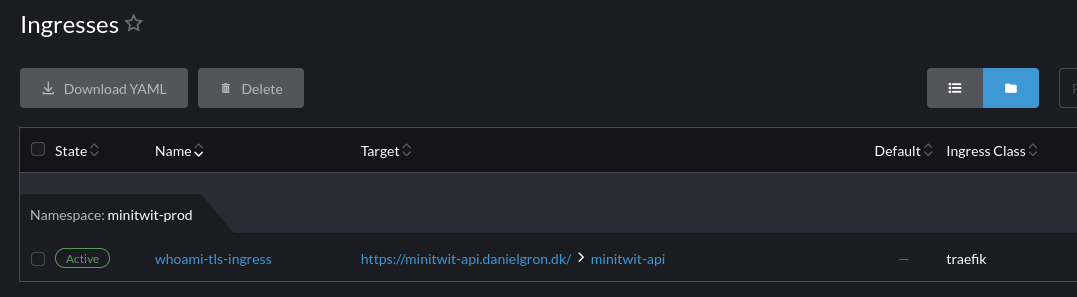 Ingresses
Download YAML Delete
State Name Target Default Ingress Class
Namespace: minitwit-prod
Active whoami-tls-ingress https://minitwit-api.danielgron.dk/ > minitwit-api — traefik